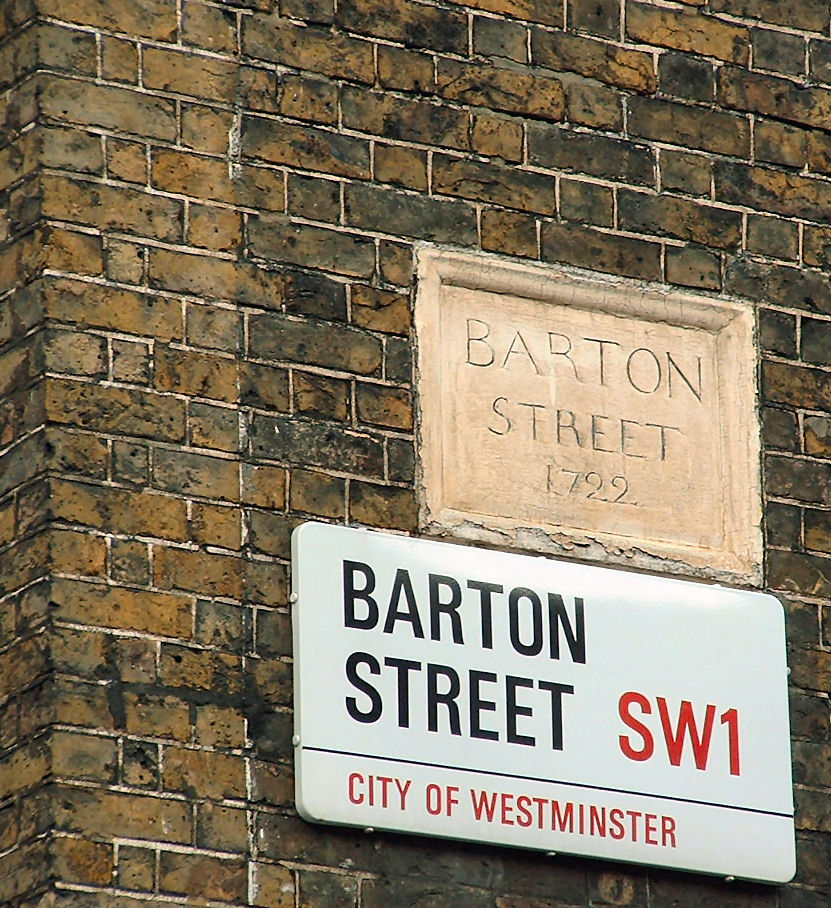 BARTON
STREET
1722
BARTON
STREET SW1
CITY OF WESTMINSTER